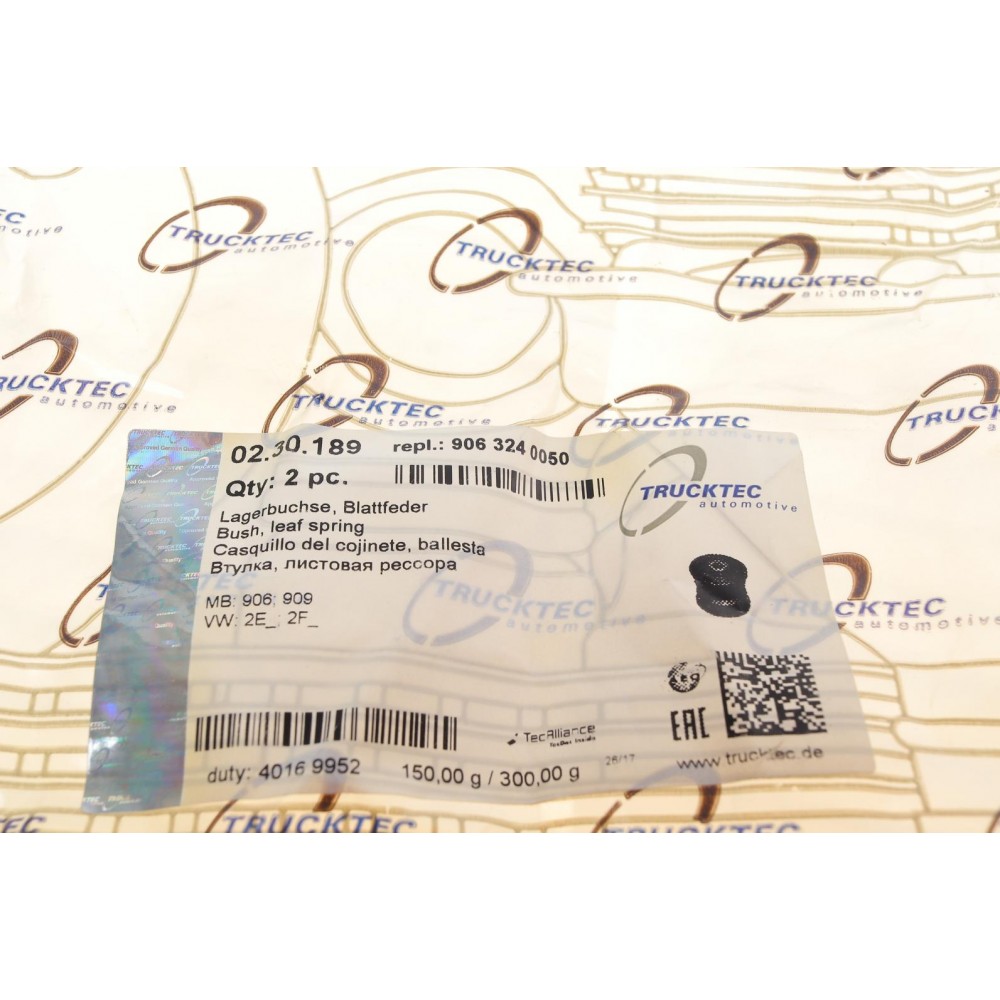 TRUCKTEC
automotive
TRUCKTEC
automotive
TRUCKTEC
automotive
TRUCKTEC
automotive
TRUCKTEC
automotive
TRUCKTEC
TRUCKTEC
02.30.189 repl.: 906 324 0050
Qty: 2 pc.
TRUCKTEC
automotive
Lagerbuchse, Blattfeder
Bush, leaf spring
Casquillo del cojinete, ballesta
Втулка, листовая рессора
MB: 906; 909
VW: 2E_; 2F_
TRUCKTEC
TRUCKTEC
automotive
TecAlliance
TecDoc Inside
EAC
duty: 4016 9952 150,00 g / 300,00 g
26/17
www.trucktec.de
TRUCKTEC